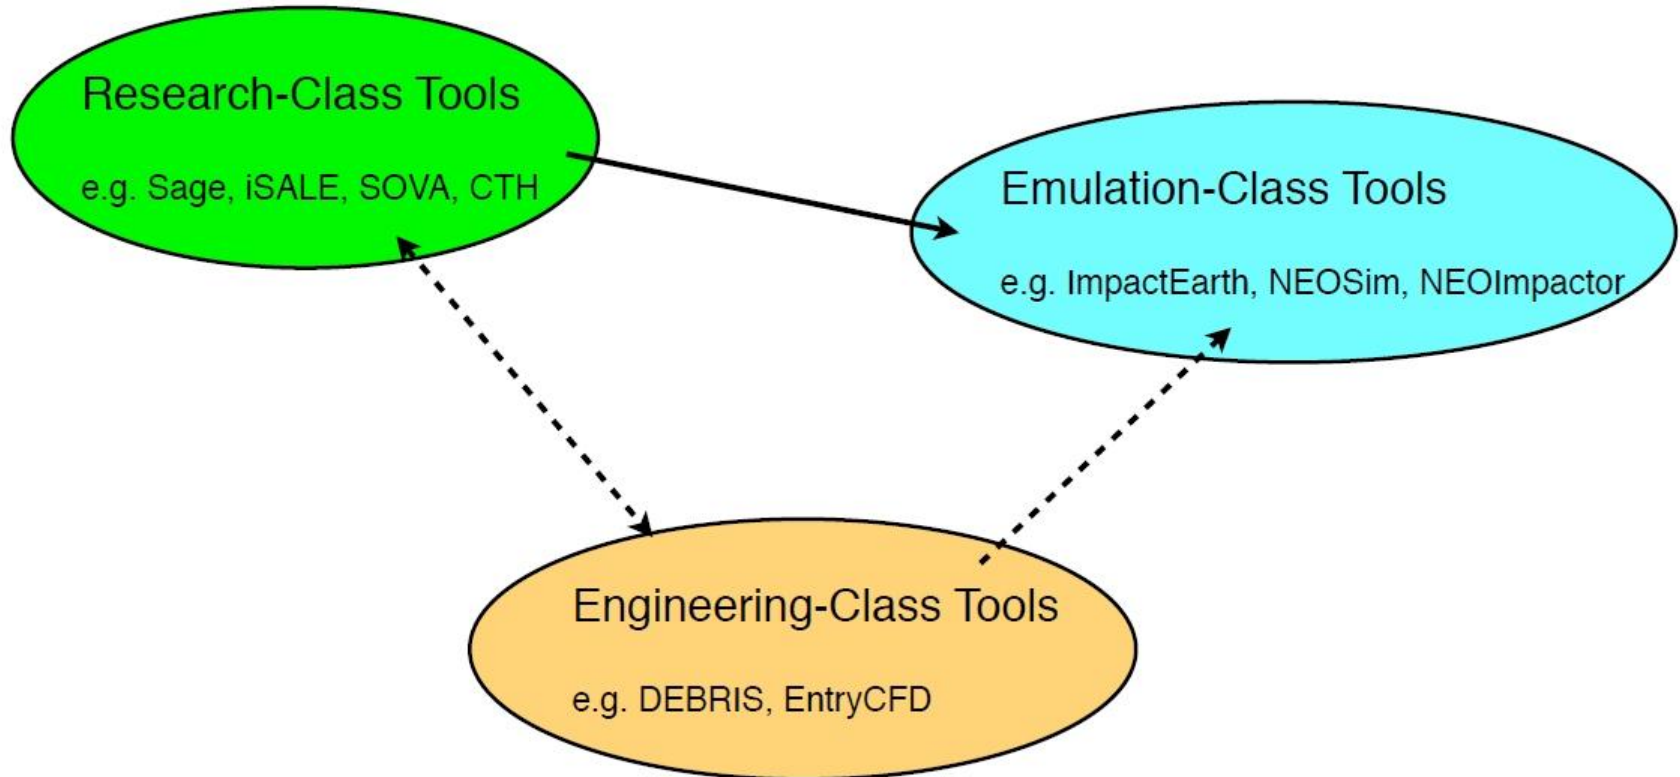 Research-Class Tools
e.g. Sage, iSALE, SOVA, CTH
Emulation-Class Tools
e.g. ImpactEarth, NEOSim, NEOImpactor
Engineering-Class Tools
e.g. DEBRIS, EntryCFD